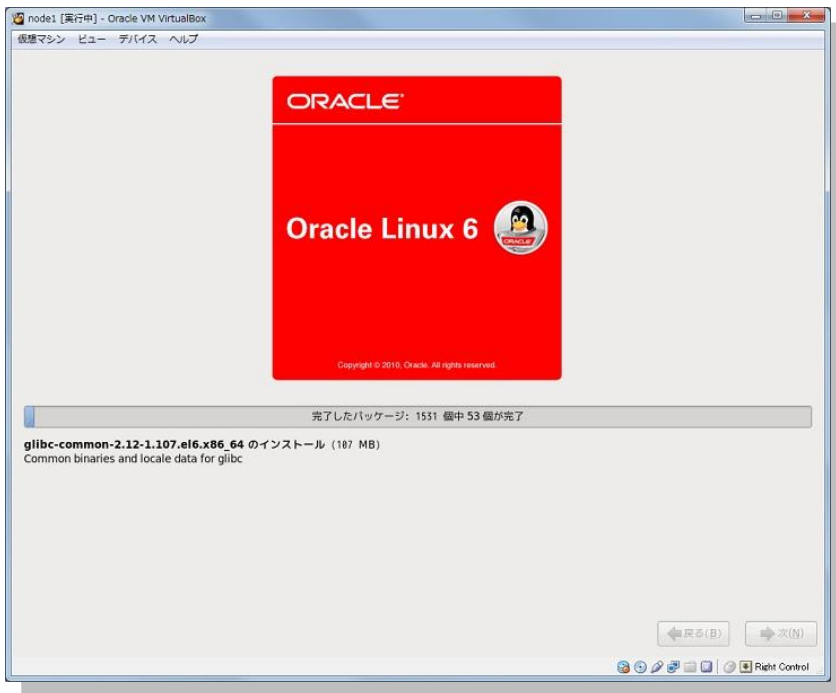 node1 [実行中] - Oracle VM VirtualBox
仮想マシン ビュー デバイス ヘルプ
ORACLE
Oracle Linux 6
ORACLE
Copyright © 2010, Oracle. All rights reserved.
完了したパッケージ: 1531 個中 53 個が完了
glibc-common-2.12-1.107.el6.x86_64 のインストール (107 MB)
Common binaries and locale data for glibc
戻る(B) 次(N)
Right Control